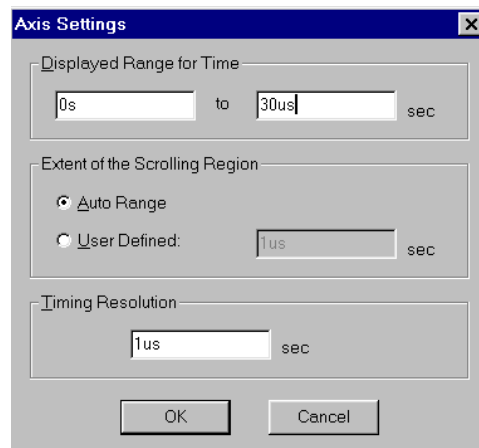 Axis Settings
Displayed Range for Time
0s to 30us sec
Extent of the Scrolling Region
Auto Range
User Defined: 1us sec
Timing Resolution
1us sec
OK Cancel